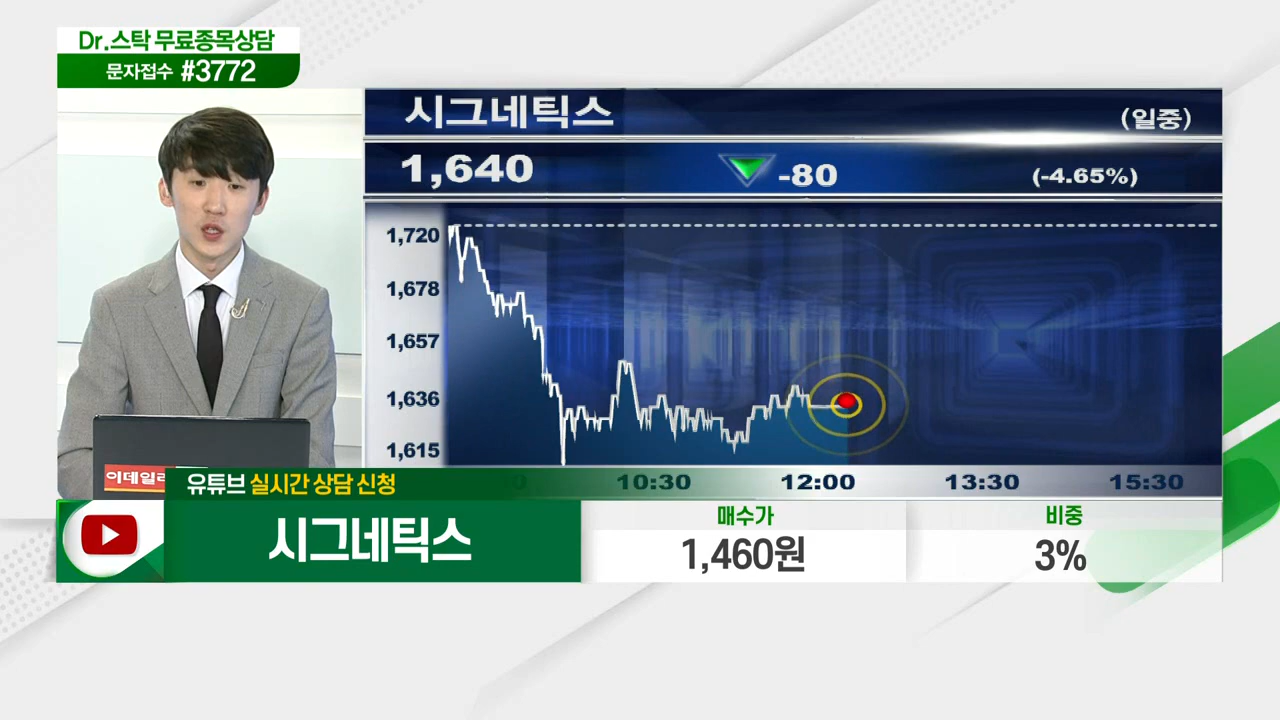 Dr.스탁 무료종목상담
문자접수 #3772
시그네틱스
(일중)
1,640
-80
(-4.65%)
1,720
1,678
1,657
1,636
1,615
10:30
12:00
13:30
15:30
유튜브 실시간 상담 신청
시그네틱스
매수가
1,460원
비중
3%